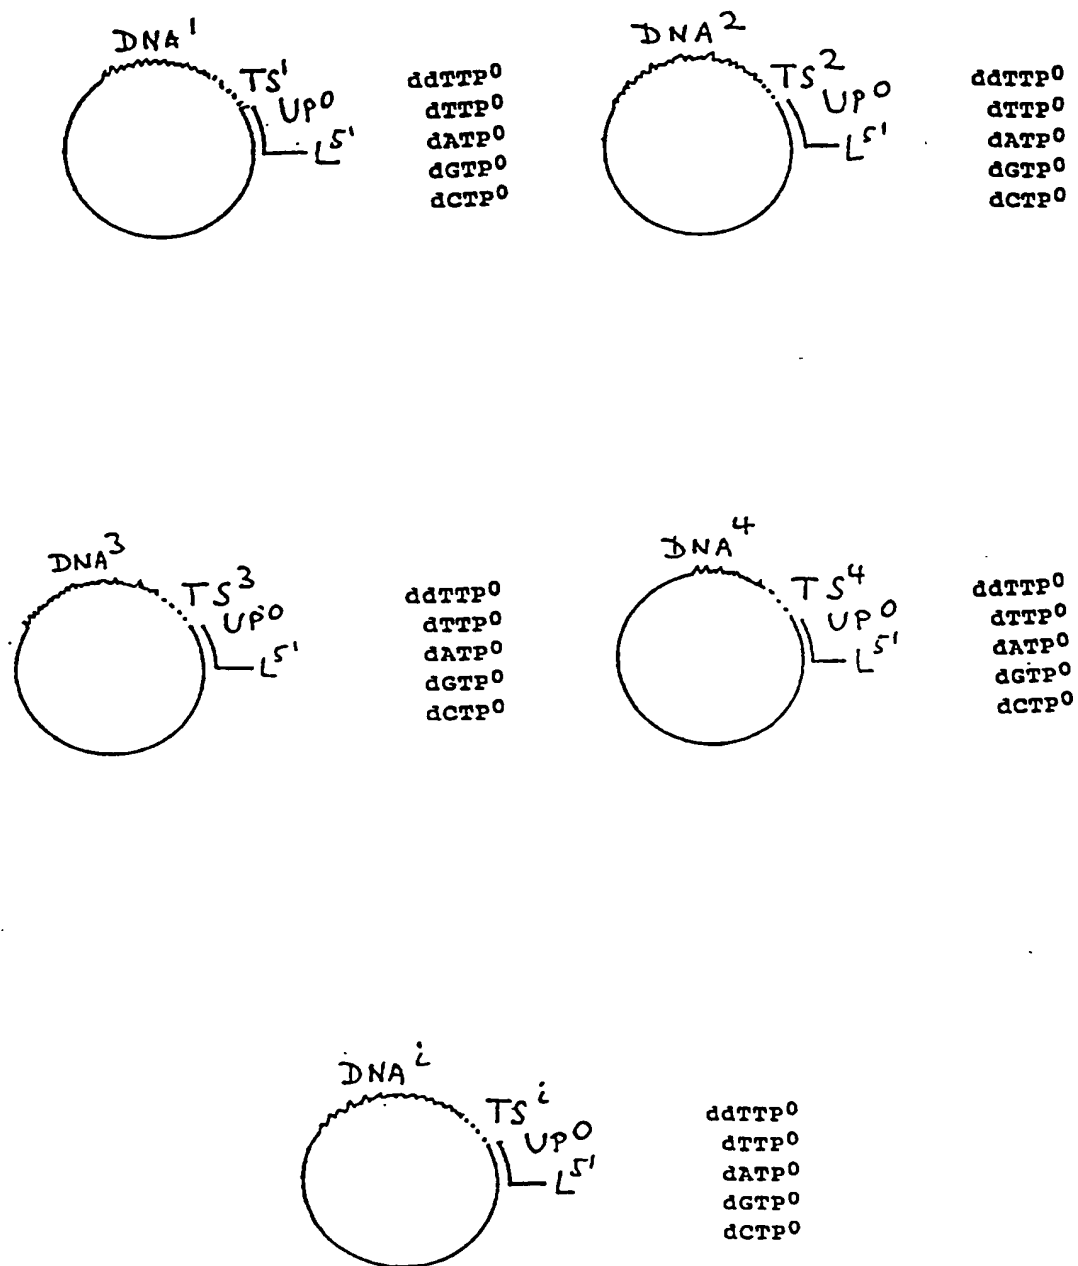 DNA¹
TS¹
UP⁰
L⁵'
ddTTP⁰
dTTP⁰
dATP⁰
dGTP⁰
dCTP⁰
DNA²
TS²
UP⁰
L⁵'
ddTTP⁰
dTTP⁰
dATP⁰
dGTP⁰
dCTP⁰
DNA³
TS³
UP⁰
L⁵'
ddTTP⁰
dTTP⁰
dATP⁰
dGTP⁰
dCTP⁰
DNA⁴
TS⁴
UP⁰
L⁵'
ddTTP⁰
dTTP⁰
dATP⁰
dGTP⁰
dCTP⁰
DNAⁱ
TSⁱ
UP⁰
L⁵'
ddTTP⁰
dTTP⁰
dATP⁰
dGTP⁰
dCTP⁰